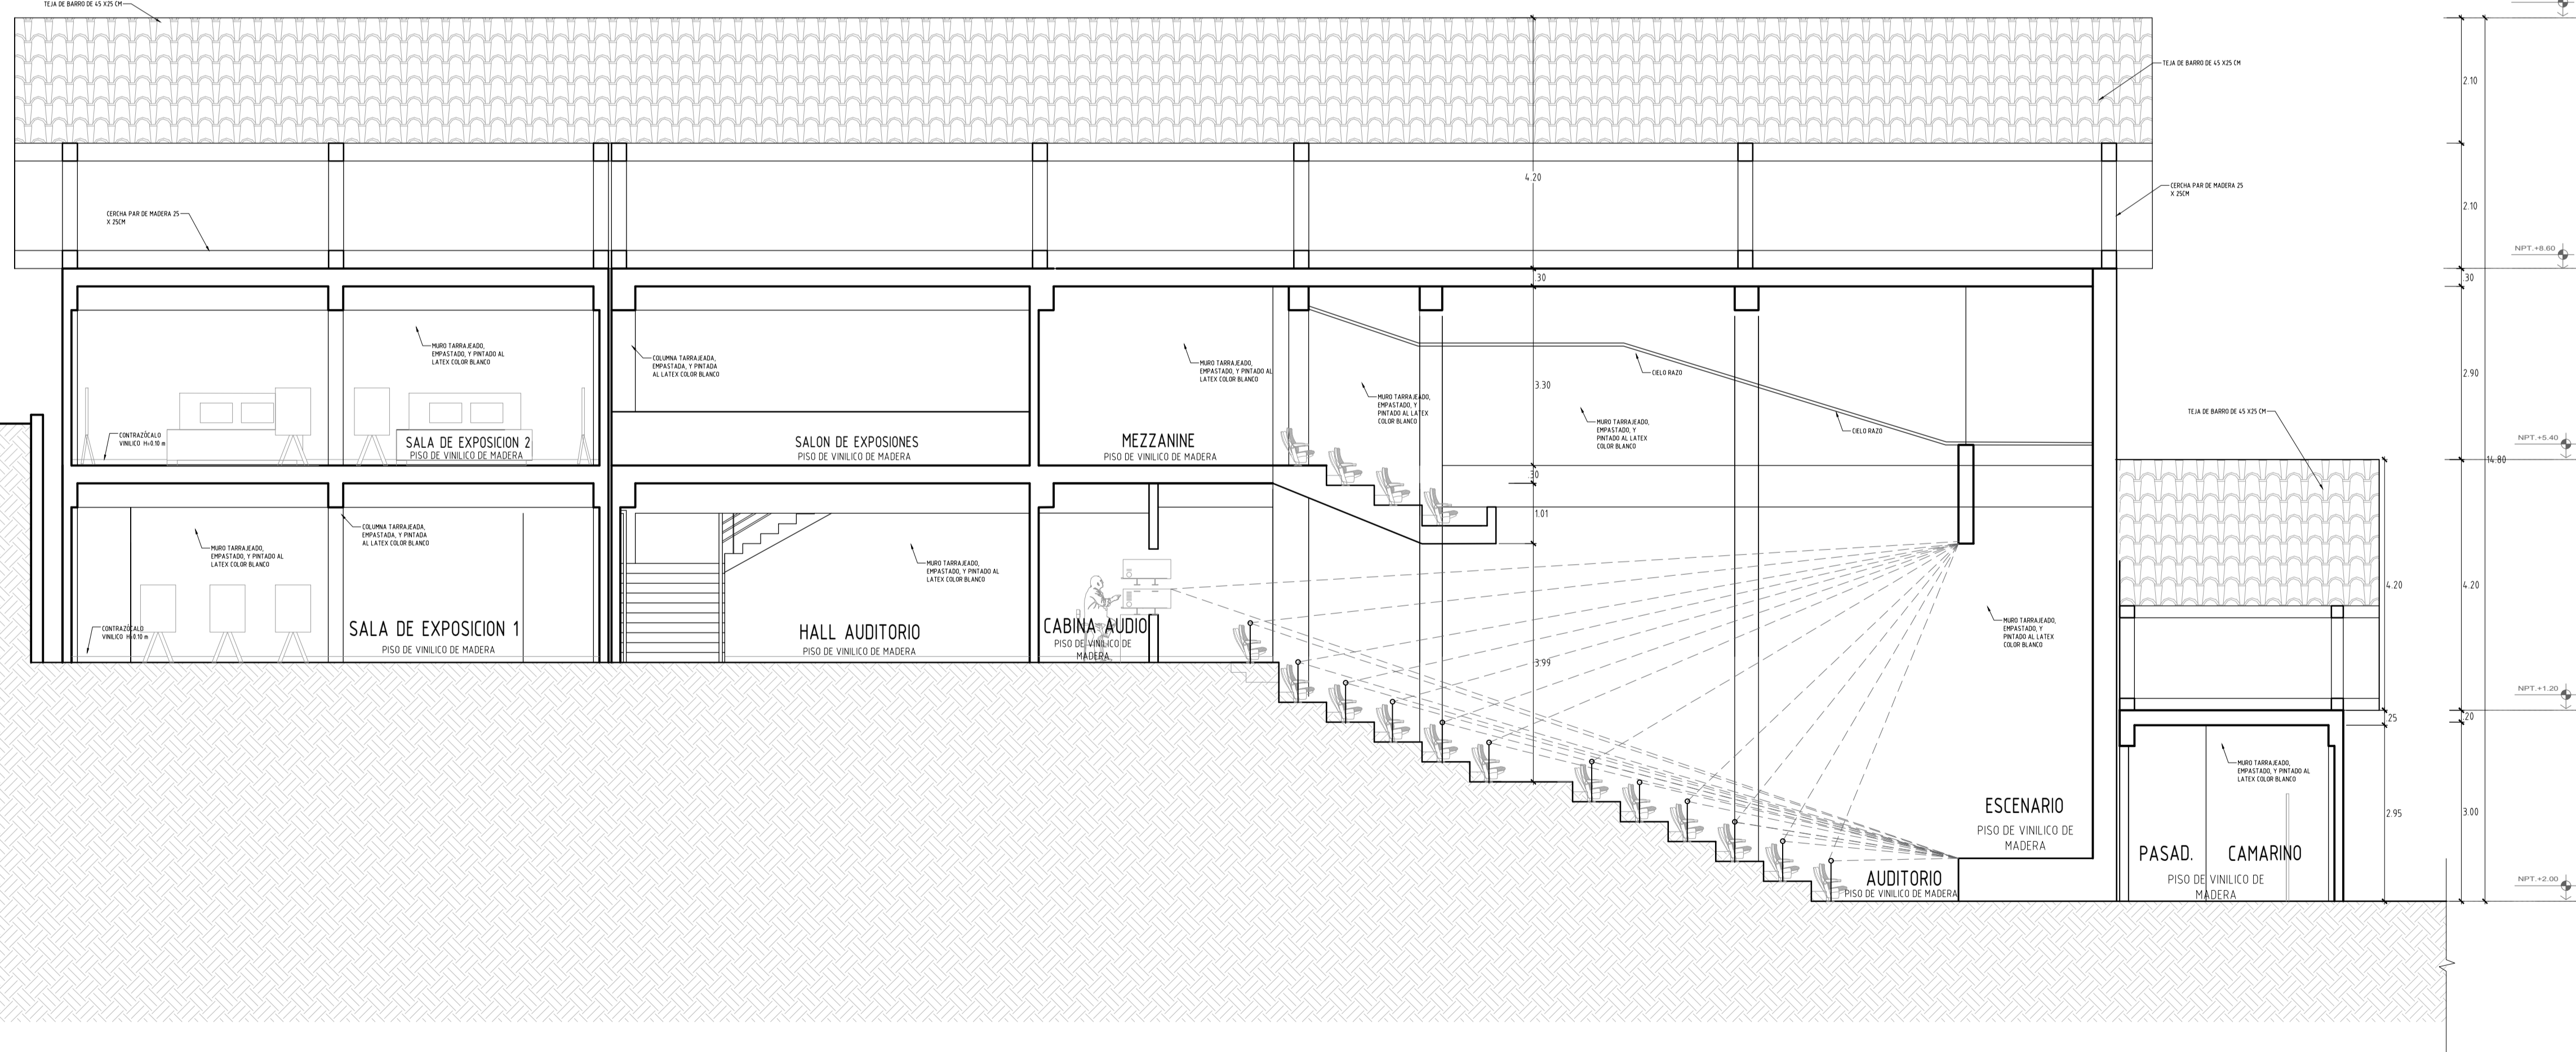 TEJA DE BARRO DE 45 X25 CM
TEJA DE BARRO DE 45 X25 CM
2.10
4.20
CERCHA PAR DE MADERA 25
X 25CM
CERCHA PAR DE MADERA 25
X 25CM
2.10
NPT.+8.60
.30
.30
MURO TARRAJEADO,
EMPASTADO, Y PINTADO AL
LATEX COLOR BLANCO
COLUMNA TARRAJEADA,
EMPASTADA, Y PINTADA
AL LATEX COLOR BLANCO
MURO TARRAJEADO,
EMPASTADO, Y PINTADO AL
LATEX COLOR BLANCO
CIELO RAZO
3.30
2.90
MURO TARRAJEADO,
EMPASTADO, Y
PINTADO AL LATEX
COLOR BLANCO
MURO TARRAJEADO,
EMPASTADO, Y
PINTADO AL LATEX
COLOR BLANCO
CIELO RAZO
TEJA DE BARRO DE 45 X25 CM
CONTRAZÓCALO
VINILICO H=0.10 m
SALA DE EXPOSICION 2
PISO DE VINILICO DE MADERA
SALON DE EXPOSIONES
PISO DE VINILICO DE MADERA
MEZZANINE
PISO DE VINILICO DE MADERA
NPT.+5.40
14.80
.30
1.01
COLUMNA TARRAJEADA,
EMPASTADA, Y PINTADA
AL LATEX COLOR BLANCO
MURO TARRAJEADO,
EMPASTADO, Y PINTADO AL
LATEX COLOR BLANCO
MURO TARRAJEADO,
EMPASTADO, Y PINTADO AL
LATEX COLOR BLANCO
4.20
4.20
CONTRAZÓCALO
VINILICO H=0.10 m
SALA DE EXPOSICION 1
PISO DE VINILICO DE MADERA
HALL AUDITORIO
PISO DE VINILICO DE MADERA
CABINA AUDIO
PISO DE VINILICO DE
MADERA
3.99
MURO TARRAJEADO,
EMPASTADO, Y
PINTADO AL LATEX
COLOR BLANCO
NPT.+1.20
.25
.20
MURO TARRAJEADO,
EMPASTADO, Y PINTADO AL
LATEX COLOR BLANCO
ESCENARIO
PISO DE VINILICO DE
MADERA
2.95
3.00
PASAD.
CAMARINO
PISO DE VINILICO DE
MADERA
AUDITORIO
PISO DE VINILICO DE MADERA
NPT.+2.00